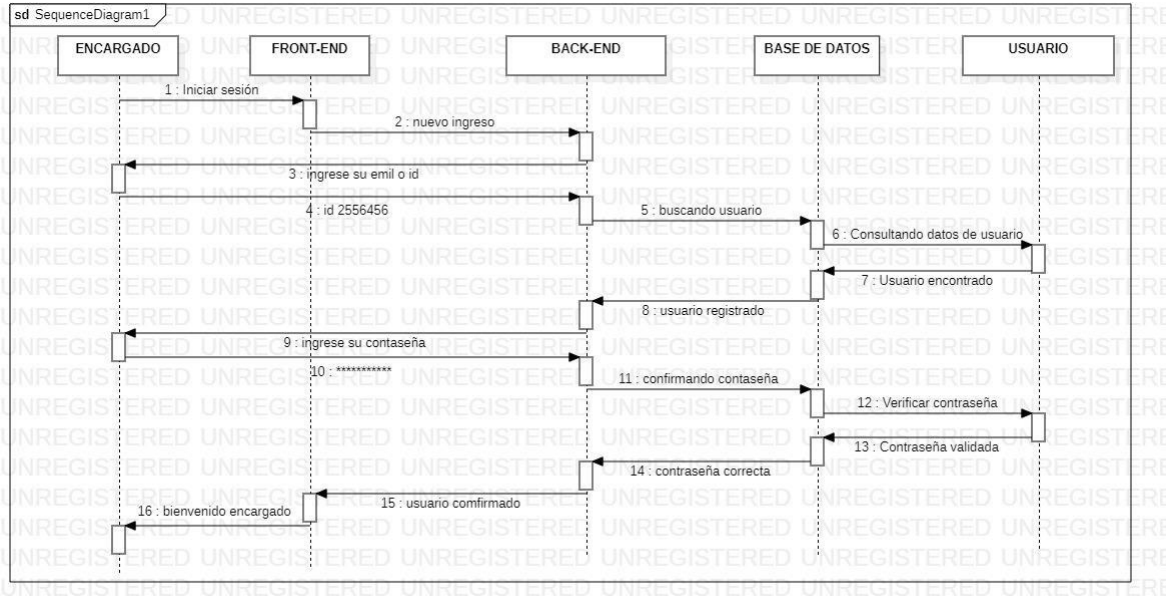 sd SequenceDiagram1
ENCARGADO
FRONT-END
BACK-END
BASE DE DATOS
USUARIO
1 : Iniciar sesión
2 : nuevo ingreso
3 : ingrese su emil o id
4 : id 2556456
5 : buscando usuario
6 : Consultando datos de usuario
7 : Usuario encontrado
8 : usuario registrado
9 : ingrese su contaseña
10 : ***********
11 : confirmando contaseña
12 : Verificar contraseña
13 : Contraseña validada
14 : contraseña correcta
15 : usuario comfirmado
16 : bienvenido encargado
UNREGISTERED